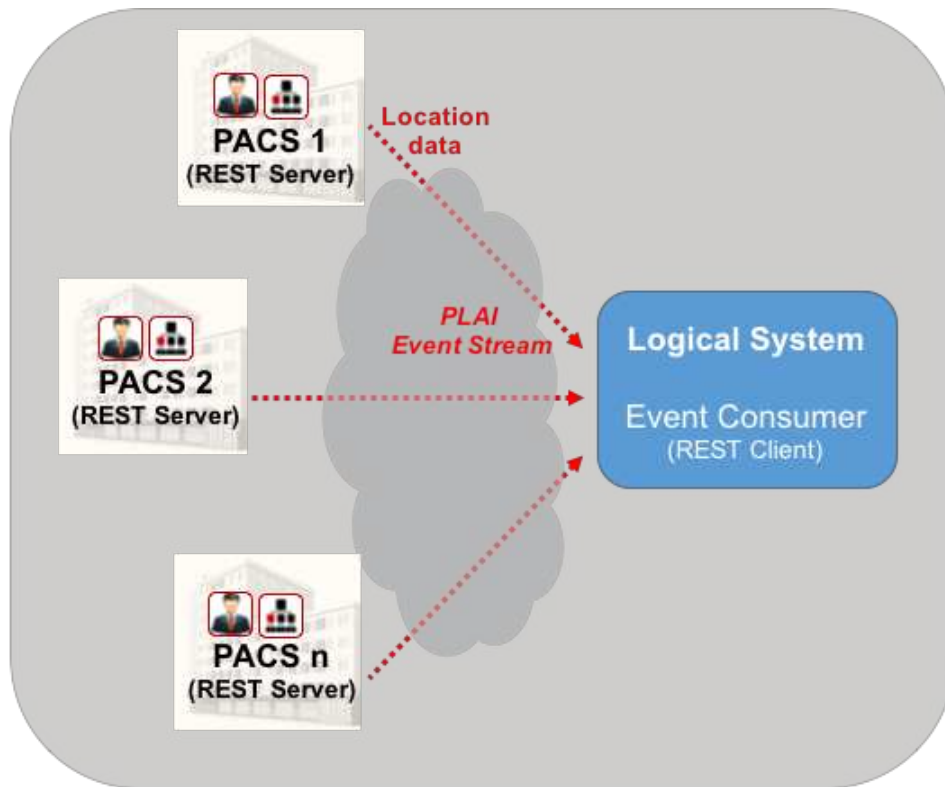 PACS 1
(REST Server)
Location
data
PLAI
Event Stream
PACS 2
(REST Server)
Logical System
Event Consumer
(REST Client)
PACS n
(REST Server)